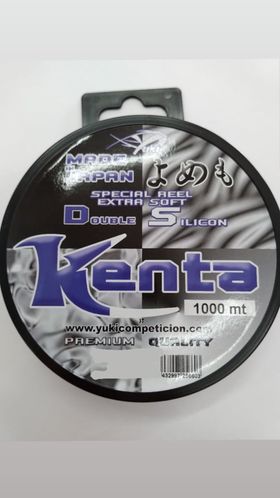 Yuki
MADE
IN
JAPAN
よめも
SPECIAL REEL
EXTRA SOFT
DOUBLE SILICON
Kenta
1000 mt
www.yukicompeticion.com
PREMIUM QUALITY